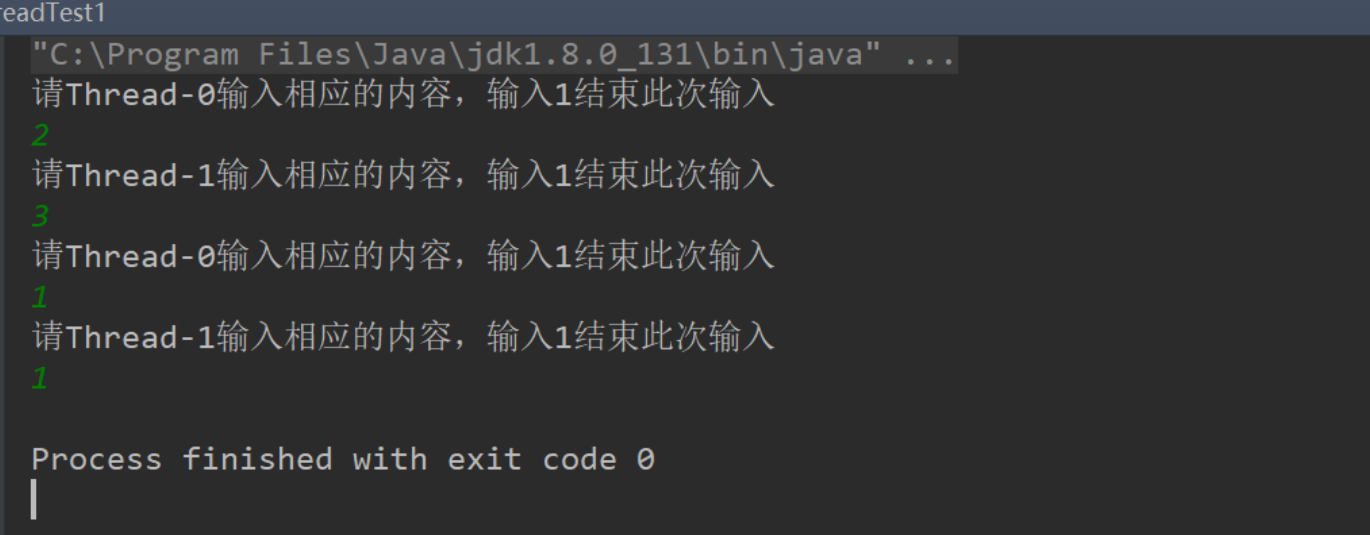 readTest1
"C:\Program Files\Java\jdk1.8.0_131\bin\java" ...
请Thread-0输入相应的内容，输入1结束此次输入
2
请Thread-1输入相应的内容，输入1结束此次输入
3
请Thread-0输入相应的内容，输入1结束此次输入
1
请Thread-1输入相应的内容，输入1结束此次输入
1
Process finished with exit code 0